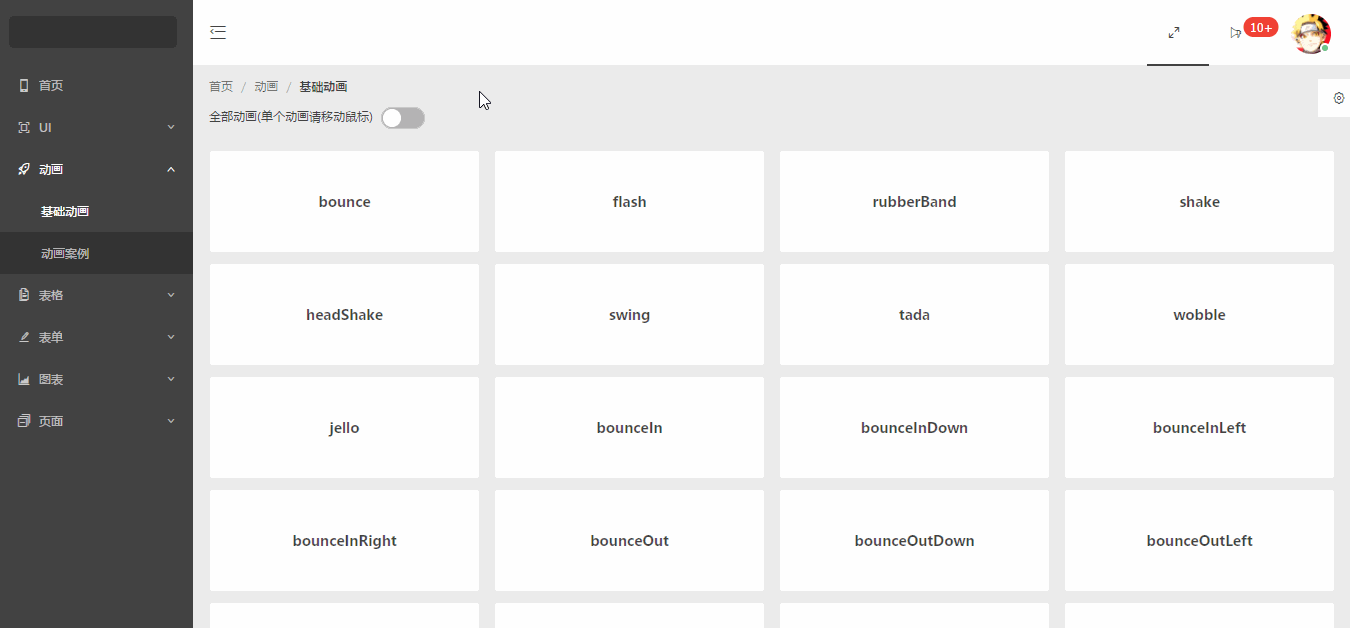 首页
UI
动画
基础动画
动画案例
表格
表单
图表
页面
10+
首页 / 动画 / 基础动画
全部动画(单个动画请移动鼠标)
bounce flash rubberBand shake
headShake swing tada wobble
jello bounceIn bounceInDown bounceInLeft
bounceInRight bounceOut bounceOutDown bounceOutLeft